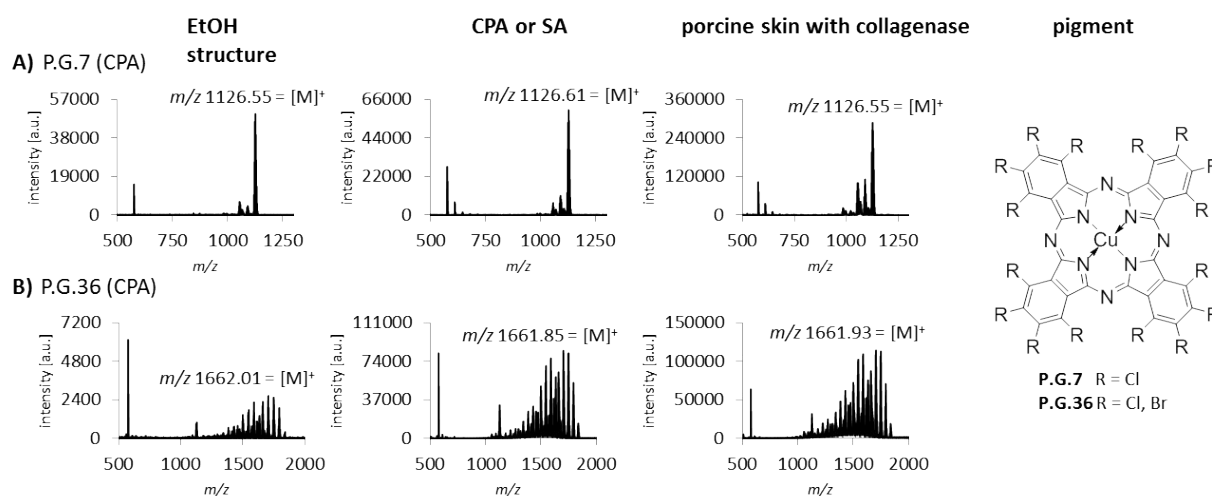 EtOH
structure
CPA or SA
porcine skin with collagenase
pigment
A) P.G.7 (CPA)
m/z 1126.55 = [M]⁺
57000
38000
19000
0
intensity [a.u.]
500 750 1000 1250
m/z
m/z 1126.61 = [M]⁺
66000
44000
22000
0
intensity [a.u.]
500 750 1000 1250
m/z
m/z 1126.55 = [M]⁺
360000
240000
120000
0
intensity [a.u.]
500 750 1000 1250
m/z
B) P.G.36 (CPA)
m/z 1662.01 = [M]⁺
7200
4800
2400
0
intensity [a.u.]
500 1000 1500 2000
m/z
m/z 1661.85 = [M]⁺
111000
74000
37000
0
intensity [a.u.]
500 1000 1500 2000
m/z
m/z 1661.93 = [M]⁺
150000
100000
50000
0
intensity [a.u.]
500 1000 1500 2000
m/z
R R
R R
R R
R N R
N N
N Cu N
N N
R N R
R R
R R
R R
P.G.7 R = Cl
P.G.36 R = Cl, Br